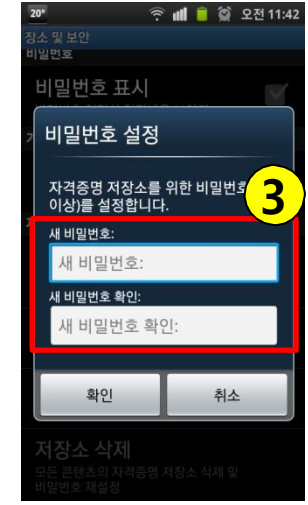 20°
오전 11:42
장소 및 보안
비밀번호
비밀번호 표시
비밀번호 설정
자격증명 저장소를 위한 비밀번호
이상)를 설정합니다.
3
새 비밀번호:
새 비밀번호:
새 비밀번호 확인:
새 비밀번호 확인:
확인
취소
저장소 삭제
모든 콘텐츠의 자격증명 저장소 삭제 및
비밀번호 재설정